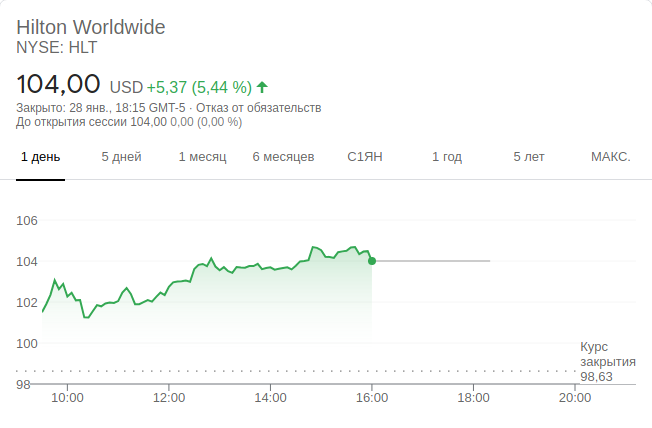 Hilton Worldwide
NYSE: HLT
104,00 USD +5,37 (5,44 %)
Закрыто: 28 янв., 18:15 GMT-5 · Отказ от обязательств
До открытия сессии 104,00 0,00 (0,00 %)
1 день 5 дней 1 месяц 6 месяцев С1ЯН 1 год 5 лет МАКС.
106
104
102
100
Курс
закрытия
98,63
98
10:00 12:00 14:00 16:00 18:00 20:00